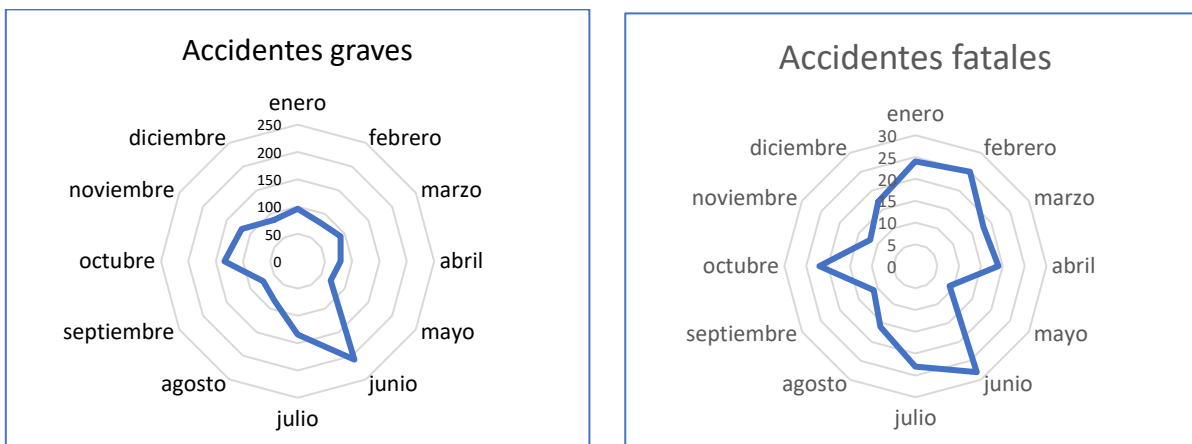 Accidentes graves
enero
febrero
marzo
abril
mayo
junio
julio
agosto
septiembre
octubre
noviembre
diciembre
250
200
150
100
50
0
Accidentes fatales
enero
febrero
marzo
abril
mayo
junio
julio
agosto
septiembre
octubre
noviembre
diciembre
30
25
20
15
10
5
0